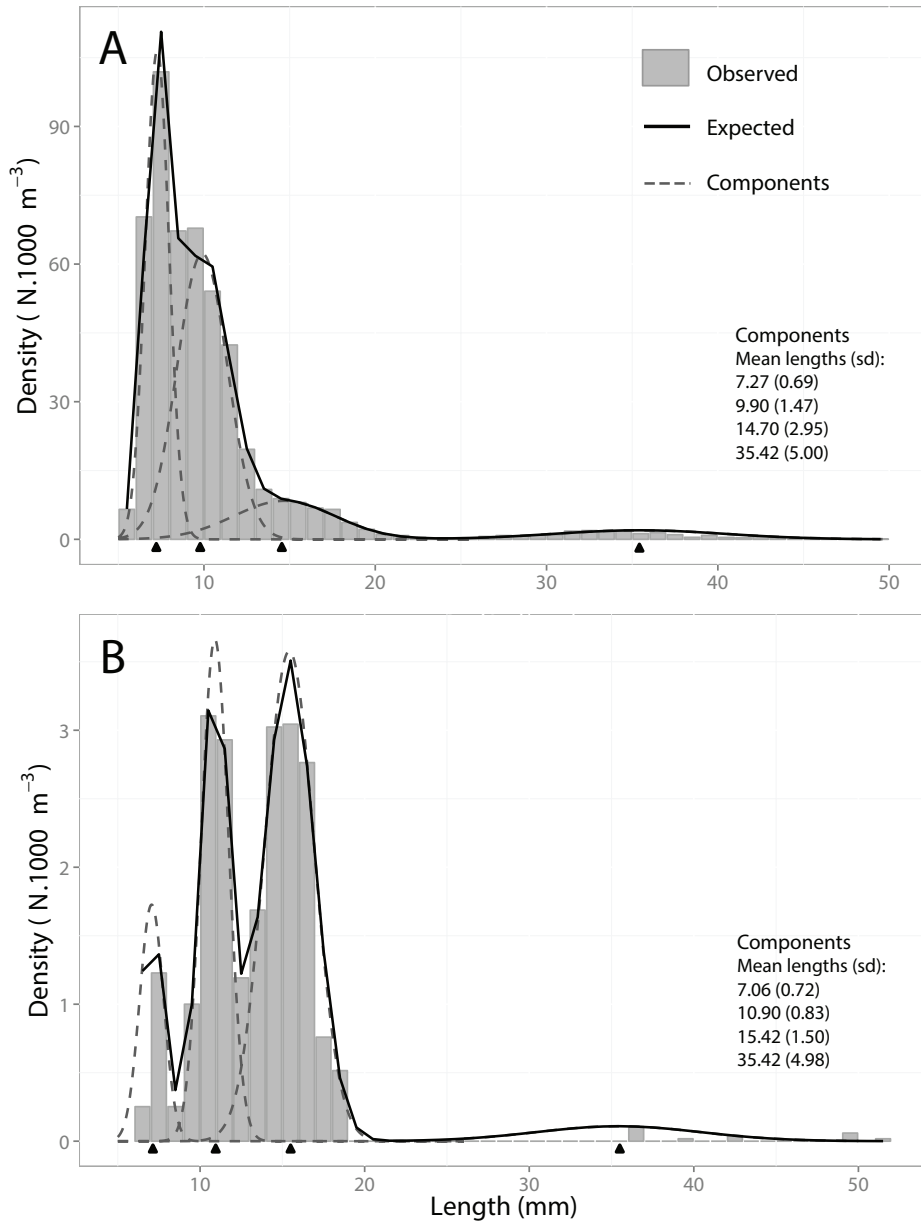 A
Observed
Expected
Components
Density ( N.1000 m⁻³)
90
60
30
0
Components
Mean lengths (sd):
7.27 (0.69)
9.90 (1.47)
14.70 (2.95)
35.42 (5.00)
10 20 30 40 50
B
Density ( N.1000 m⁻³)
3
2
1
0
Components
Mean lengths (sd):
7.06 (0.72)
10.90 (0.83)
15.42 (1.50)
35.42 (4.98)
10 20 30 40 50
Length (mm)